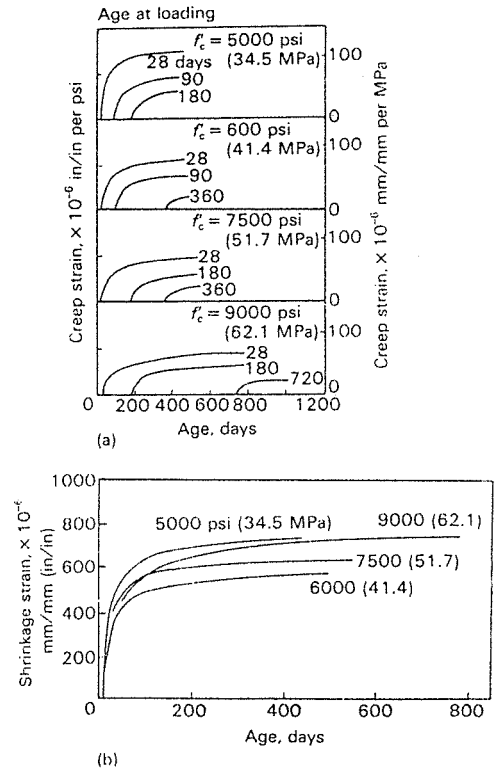 Age at loading
f'c = 5000 psi
(34.5 MPa)
28 days
90
180
100
0
f'c = 600 psi
(41.4 MPa)
28
90
360
100
0
f'c = 7500 psi
(51.7 MPa)
28
180
360
100
0
f'c = 9000 psi
(62.1 MPa)
28
180
720
100
0
Creep strain, × 10⁻⁶ in/in per psi
Creep strain, × 10⁻⁶ mm/mm per MPa
0 200 400 600 800 1200
Age, days
(a)
1000
800
600
400
200
0
Shrinkage strain, × 10⁻⁶
mm/mm (in/in)
5000 psi (34.5 MPa)
9000 (62.1)
7500 (51.7)
6000 (41.4)
200 400 600 800
Age, days
(b)